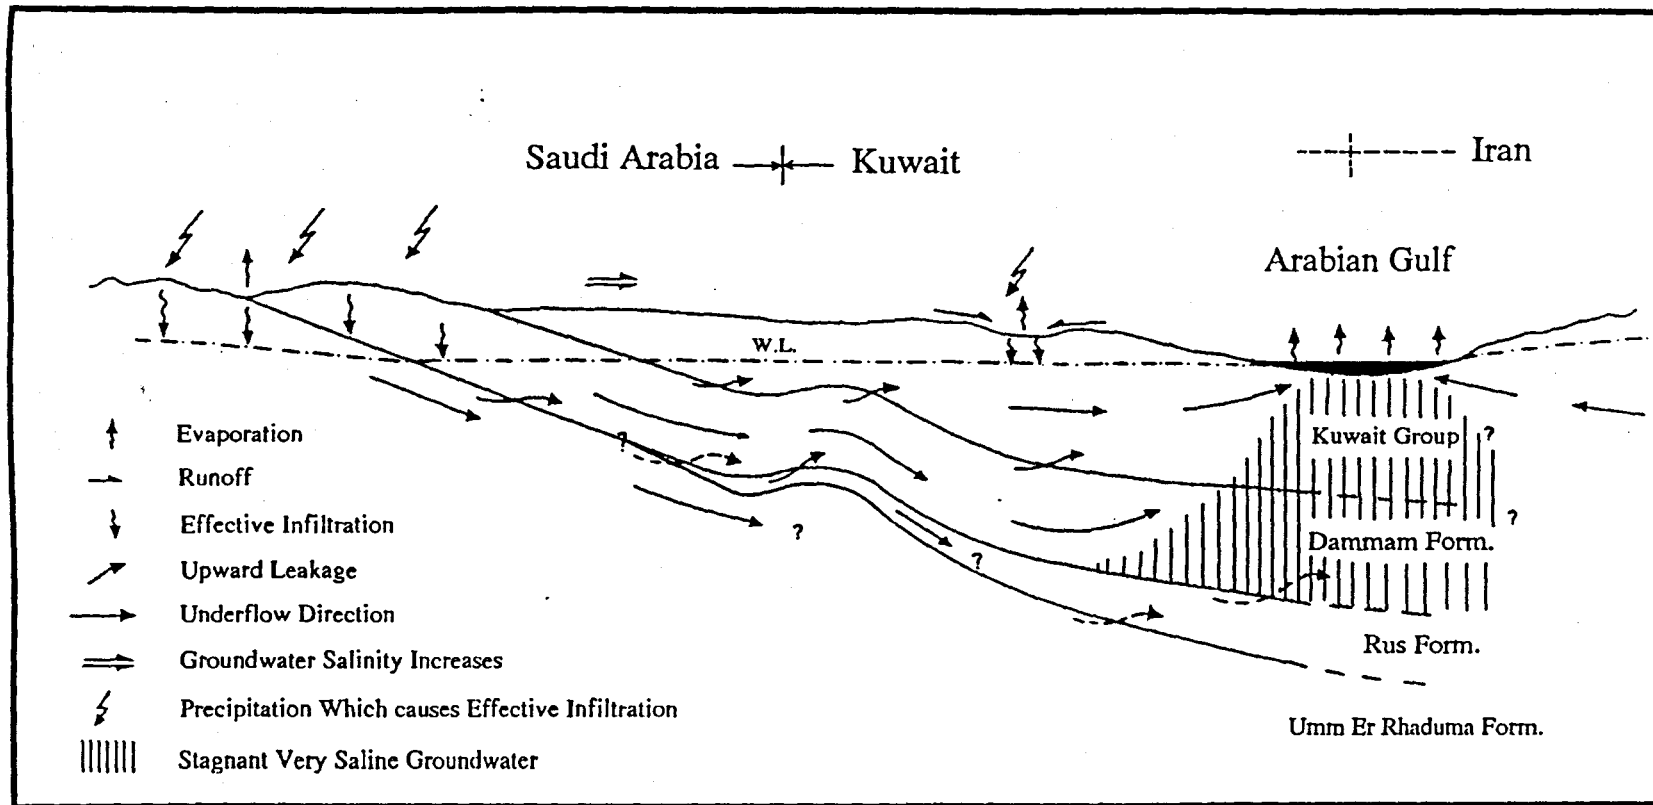 Saudi Arabia
Kuwait
Iran
Arabian Gulf
W.L.
?
?
?
?
?
Kuwait Group
Dammam Form.
Rus Form.
Umm Er Rhaduma Form.
Evaporation
Runoff
Effective Infiltration
Upward Leakage
Underflow Direction
Groundwater Salinity Increases
Precipitation Which causes Effective Infiltration
Stagnant Very Saline Groundwater